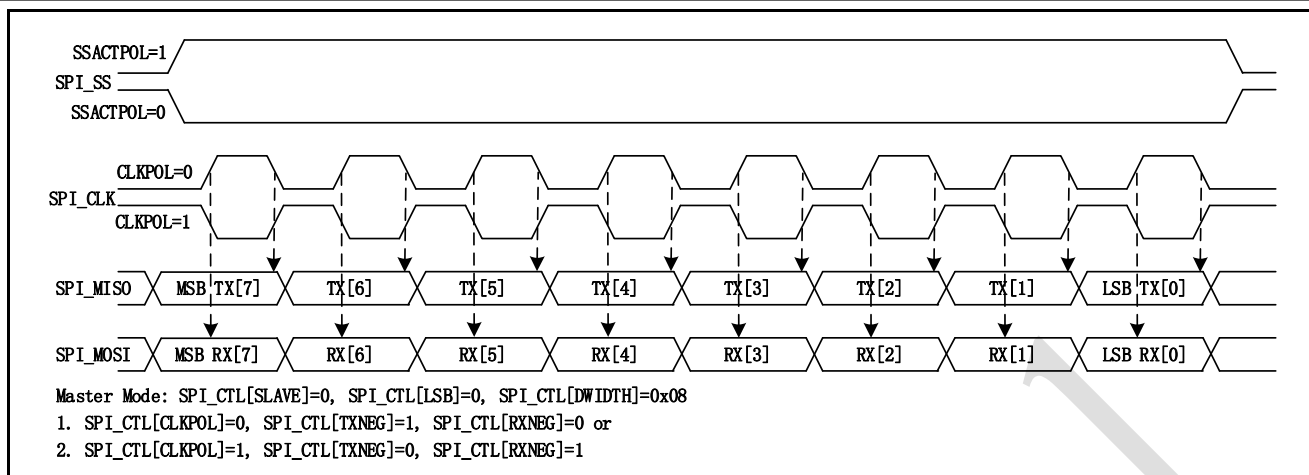 SSACTPOL=1
SPI_SS
SSACTPOL=0
CLKPOL=0
SPI_CLK
CLKPOL=1
SPI_MISO MSB TX[7] TX[6] TX[5] TX[4] TX[3] TX[2] TX[1] LSB TX[0]
SPI_MOSI MSB RX[7] RX[6] RX[5] RX[4] RX[3] RX[2] RX[1] LSB RX[0]
Master Mode: SPI_CTL[SLAVE]=0, SPI_CTL[LSB]=0, SPI_CTL[DWIDTH]=0x08
1. SPI_CTL[CLKPOL]=0, SPI_CTL[TXNEG]=1, SPI_CTL[RXNEG]=0 or
2. SPI_CTL[CLKPOL]=1, SPI_CTL[TXNEG]=0, SPI_CTL[RXNEG]=1